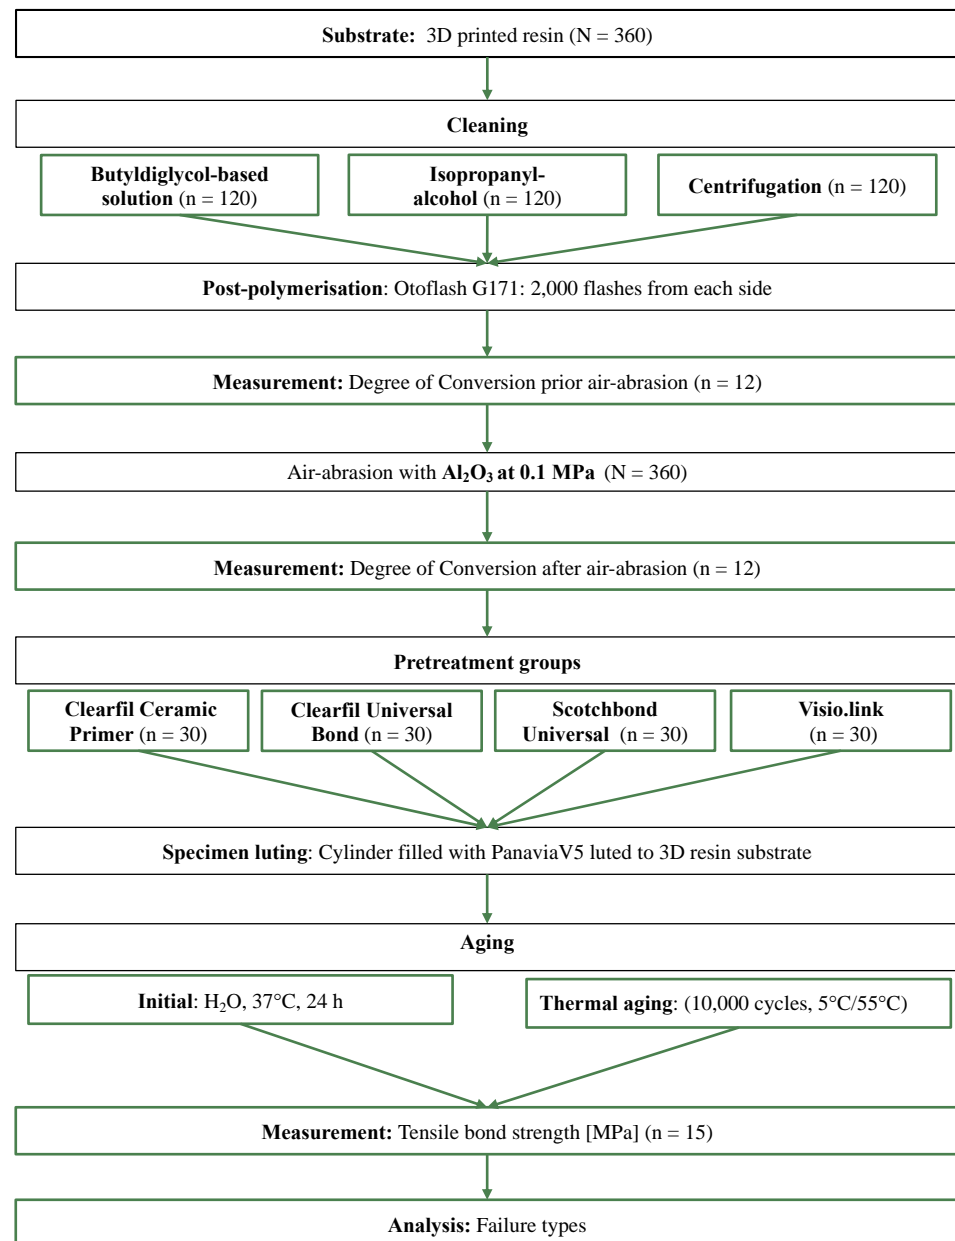 Substrate: 3D printed resin (N = 360)
Cleaning
Butyldiglycol-based
solution (n = 120)
Isopropanyl-
alcohol (n = 120)
Centrifugation (n = 120)
Post-polymerisation: Otoflash G171: 2,000 flashes from each side
Measurement: Degree of Conversion prior air-abrasion (n = 12)
Air-abrasion with Al₂O₃ at 0.1 MPa (N = 360)
Measurement: Degree of Conversion after air-abrasion (n = 12)
Pretreatment groups
Clearfil Ceramic
Primer (n = 30)
Clearfil Universal
Bond (n = 30)
Scotchbond
Universal (n = 30)
Visio.link
(n = 30)
Specimen luting: Cylinder filled with PanaviaV5 luted to 3D resin substrate
Aging
Initial: H₂O, 37°C, 24 h
Thermal aging: (10,000 cycles, 5°C/55°C)
Measurement: Tensile bond strength [MPa] (n = 15)
Analysis: Failure types